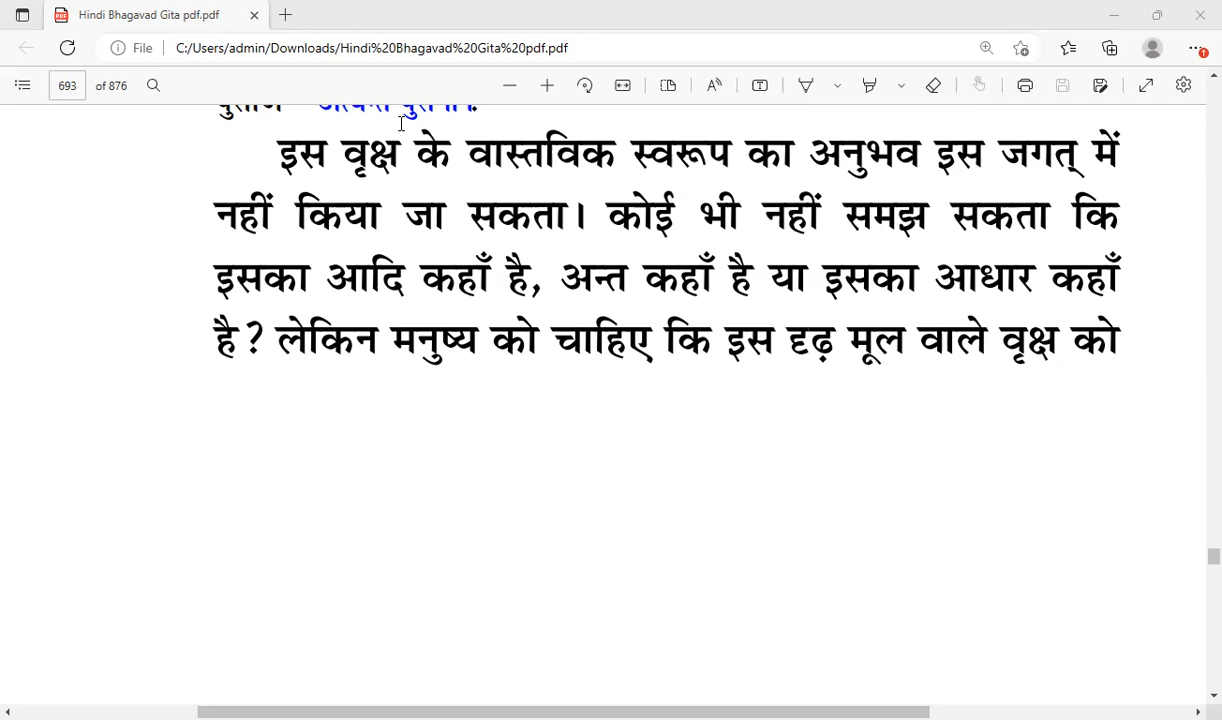 Hindi Bhagavad Gita pdf.pdf
File C:/Users/admin/Downloads/Hindi%20Bhagavad%20Gita%20pdf.pdf
693 of 876
इस वृक्ष के वास्तविक स्वरूप का अनुभव इस जगत् में
नहीं किया जा सकता। कोई भी नहीं समझ सकता कि
इसका आदि कहाँ है, अन्त कहाँ है या इसका आधार कहाँ
है? लेकिन मनुष्य को चाहिए कि इस दृढ़ मूल वाले वृक्ष को